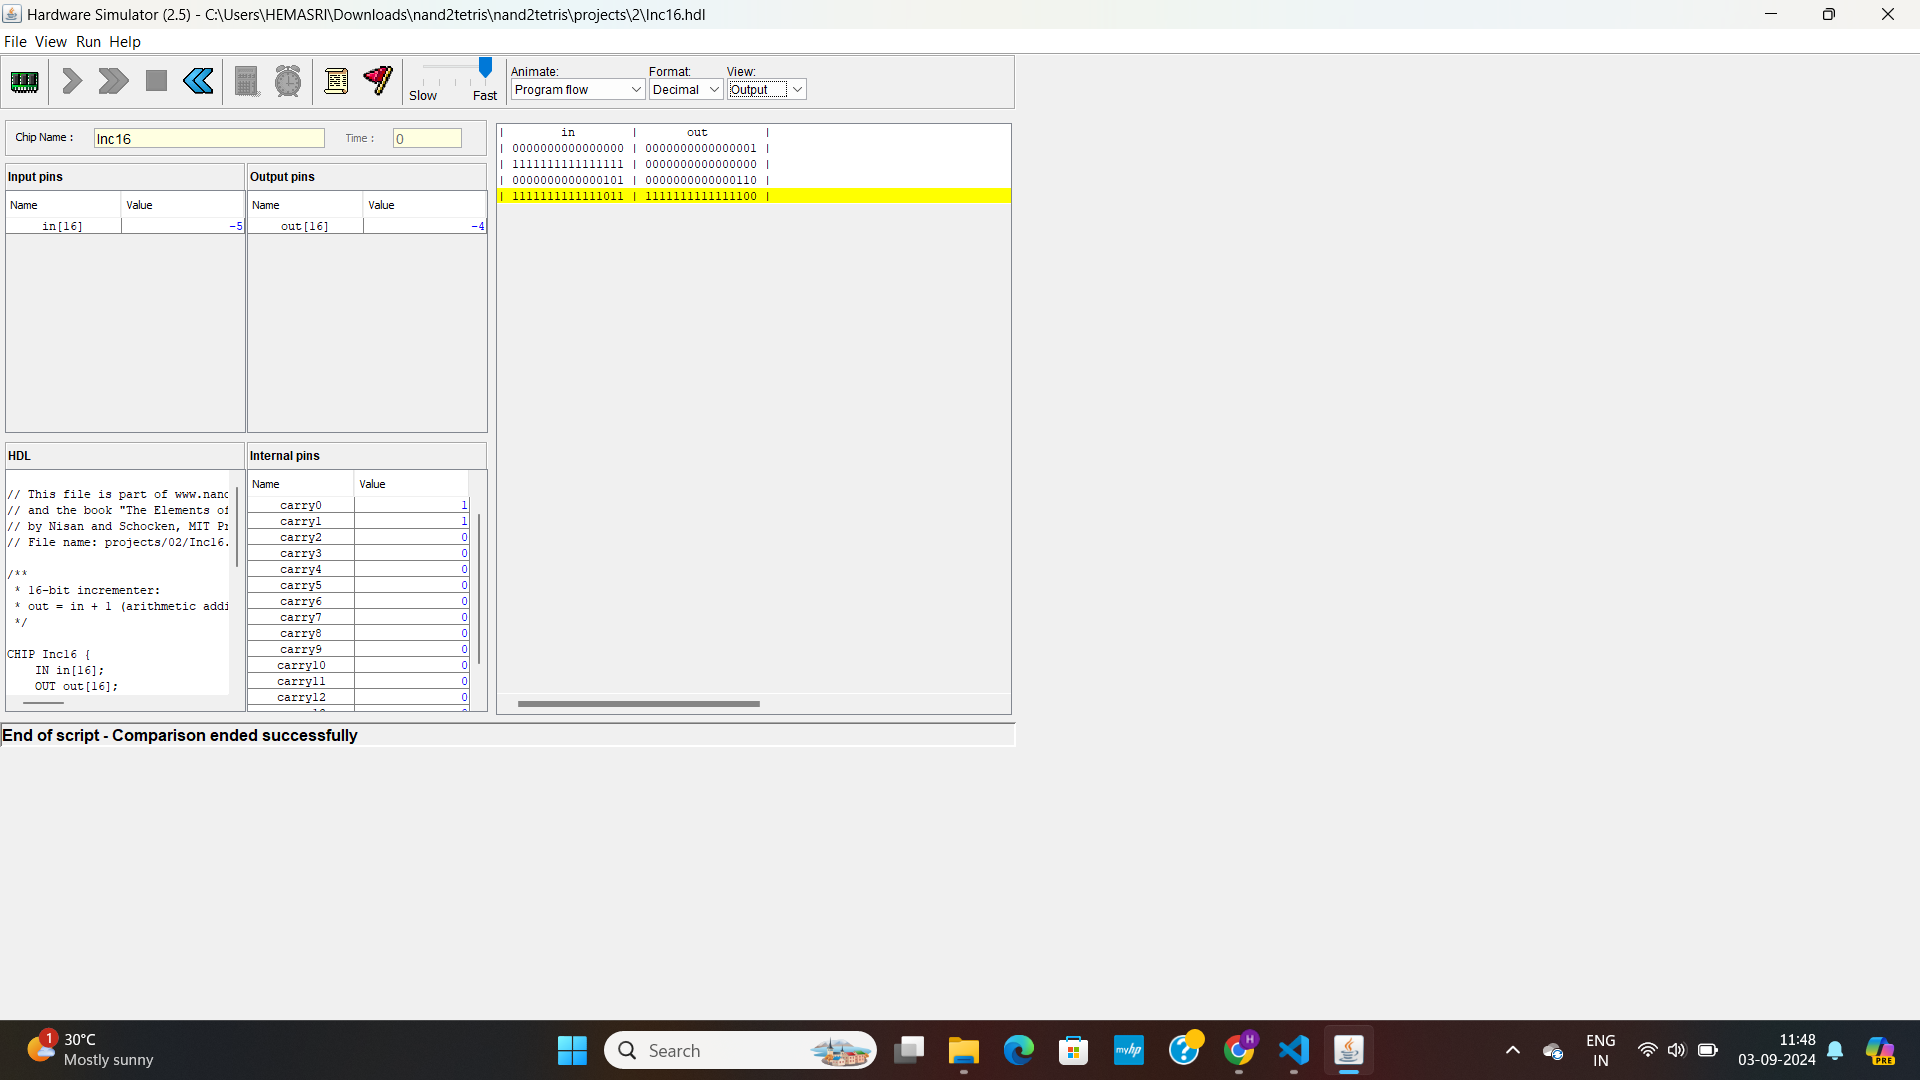 Hardware Simulator (2.5) - C:\Users\HEMASRI\Downloads\nand2tetris\nand2tetris\projects\2\Inc16.hdl
File View Run Help
Slow Fast
Animate: Format: View:
Program flow Decimal Output
Chip Name : Inc16 Time : 0
Input pins
Name Value
in[16] -5
Output pins
Name Value
out[16] -4
| in | out |
| 0000000000000000 | 0000000000000001 |
| 1111111111111111 | 0000000000000000 |
| 0000000000000101 | 0000000000000110 |
| 1111111111111011 | 1111111111111100 |
HDL
// This file is part of www.nand
// and the book "The Elements of
// by Nisan and Schocken, MIT Pr
// File name: projects/02/Inc16.
/**
* 16-bit incrementer:
* out = in + 1 (arithmetic addi
*/
CHIP Inc16 {
IN in[16];
OUT out[16];
Internal pins
Name Value
carry0 1
carry1 1
carry2 0
carry3 0
carry4 0
carry5 0
carry6 0
carry7 0
carry8 0
carry9 0
carry10 0
carry11 0
carry12 0
End of script - Comparison ended successfully
1
30°C
Mostly sunny
Search
myhp
H
ENG
IN
11:48
03-09-2024
PRE